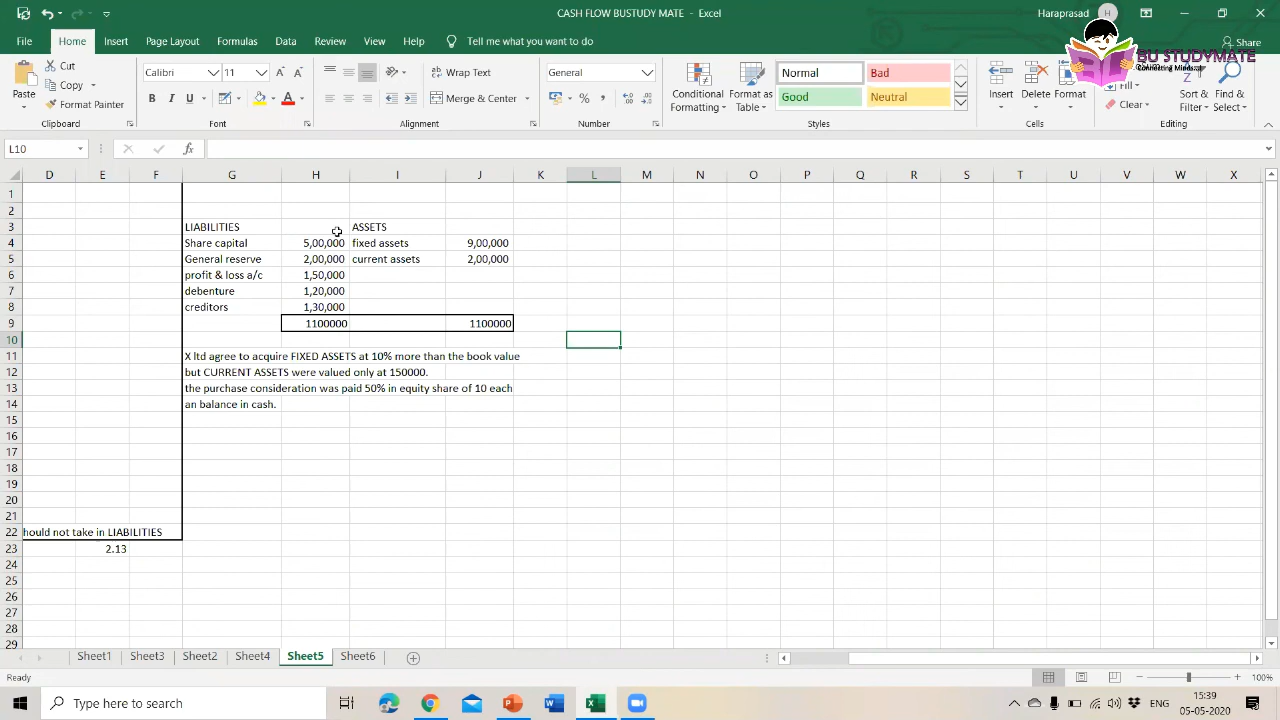 CASH FLOW BUSTUDY MATE - Excel
Haraprasad H
File Home Insert Page Layout Formulas Data Review View Help Tell me what you want to do Share
BU STUDYMATE
Paste Cut Copy Format Painter Clipboard
Calibri 11 B I U A Font
Wrap Text Merge & Center Alignment
General % Number
Conditional Formatting Format as Table Normal Bad Good Neutral Styles
Insert Delete Format Cells
Fill Clear Sort & Filter Find & Select Editing
L10 fx
D E F G H I J K L M N O P Q R S T U V W X
1
2
3 LIABILITIES ASSETS
4 Share capital 5,00,000 fixed assets 9,00,000
5 General reserve 2,00,000 current assets 2,00,000
6 profit & loss a/c 1,50,000
7 debenture 1,20,000
8 creditors 1,30,000
9 1100000 1100000
10
11 X ltd agree to acquire FIXED ASSETS at 10% more than the book value
12 but CURRENT ASSETS were valued only at 150000.
13 the purchase consideration was paid 50% in equity share of 10 each
14 an balance in cash.
15
16
17
18
19
20
21
22 hould not take in LIABILITIES
23 2.13
24
25
26
27
28
29
Sheet1 Sheet3 Sheet2 Sheet4 Sheet5 Sheet6
Ready 100%
Type here to search
ENG 15:39
05-05-2020